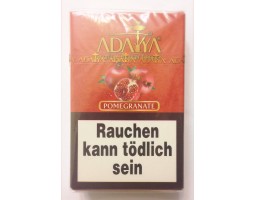 ADALYA
POMEGRANATE
Rauchen
kann tödlich
sein